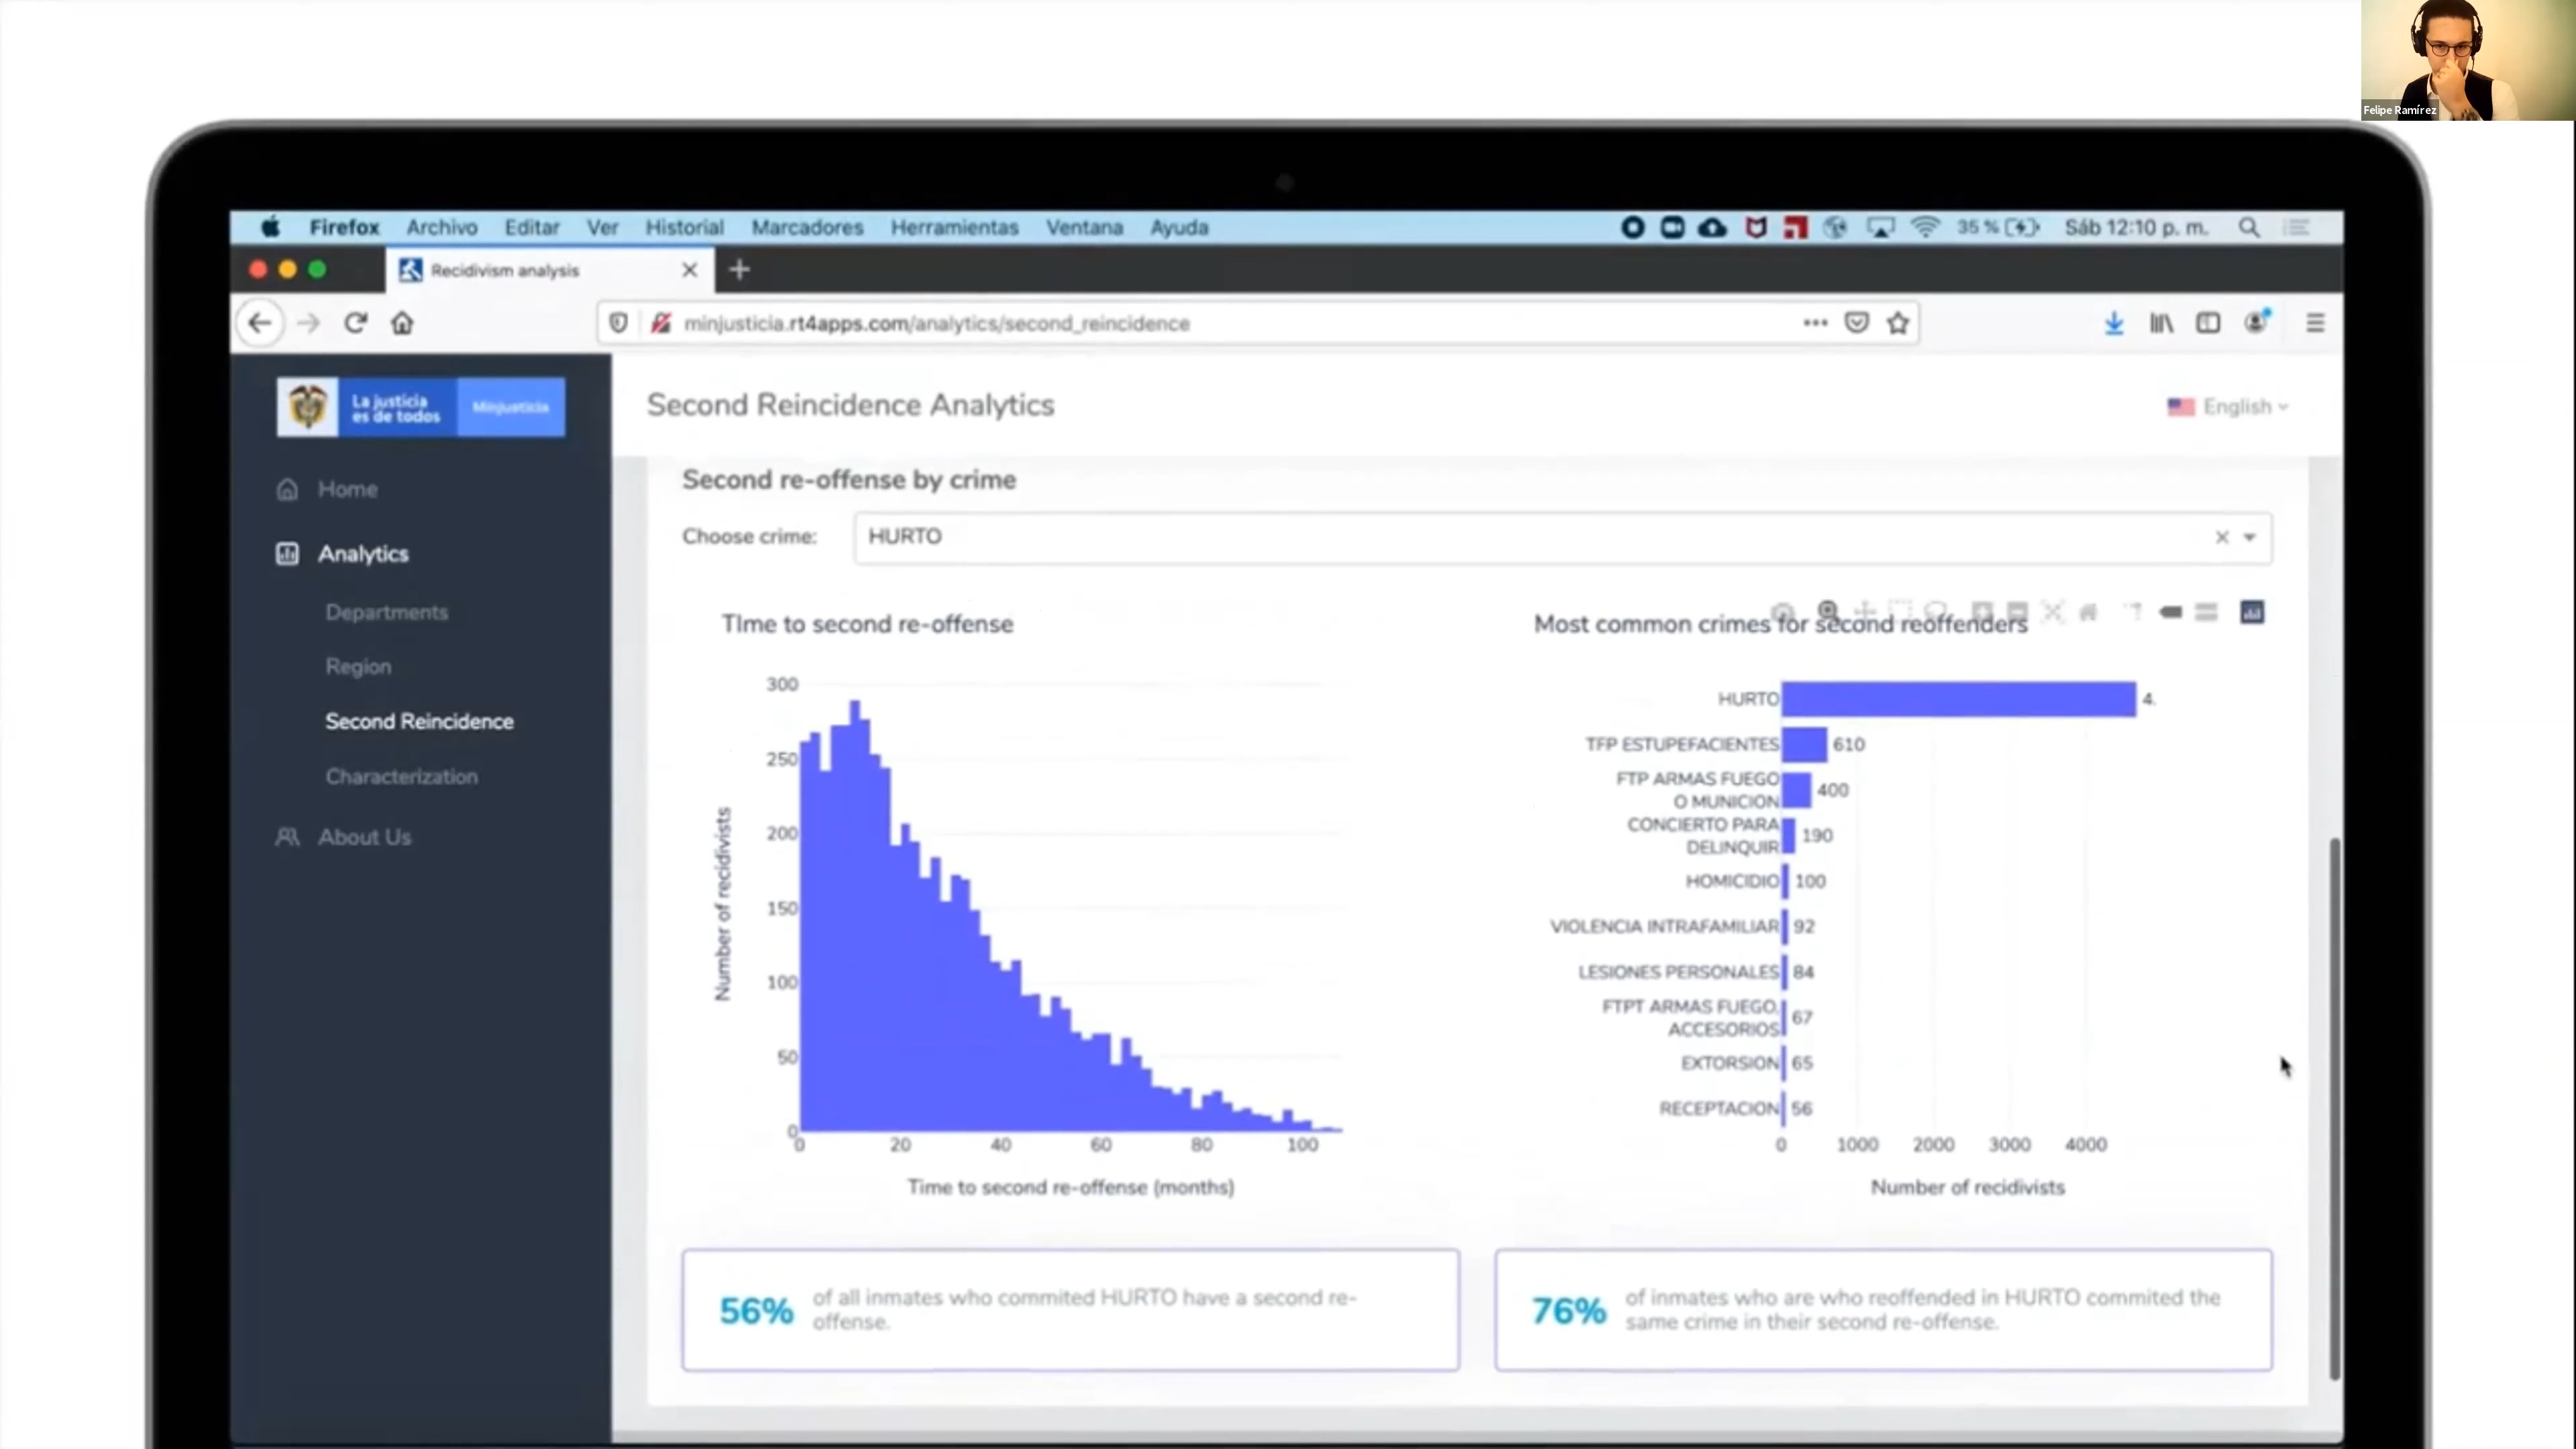 Felipe Ramírez
Firefox Archivo Editar Ver Historial Marcadores Herramientas Ventana Ayuda 35 % Sáb 12:10 p. m.
Recidivism analysis
minjusticia.rt4apps.com/analytics/second_reincidence
La justicia
es de todos
Minjusticia
Second Reincidence Analytics
English
Home
Analytics
Departments
Region
Second Reincidence
Characterization
About Us
Second re-offense by crime
Choose crime: HURTO
TIme to second re-offense
300
250
200
150
100
50
0
Number of recidivists
0 20 40 60 80 100
Time to second re-offense (months)
Most common crimes for second reoffenders
HURTO 4.
TFP ESTUPEFACIENTES 610
FTP ARMAS FUEGO
O MUNICION 400
CONCIERTO PARA
DELINQUIR 190
HOMICIDIO 100
VIOLENCIA INTRAFAMILIAR 92
LESIONES PERSONALES 84
FTPT ARMAS FUEGO,
ACCESORIOS 67
EXTORSION 65
RECEPTACION 56
0 1000 2000 3000 4000
Number of recidivists
56% of all inmates who commited HURTO have a second re-
offense.
76% of inmates who are who reoffended in HURTO commited the
same crime in their second re-offense.